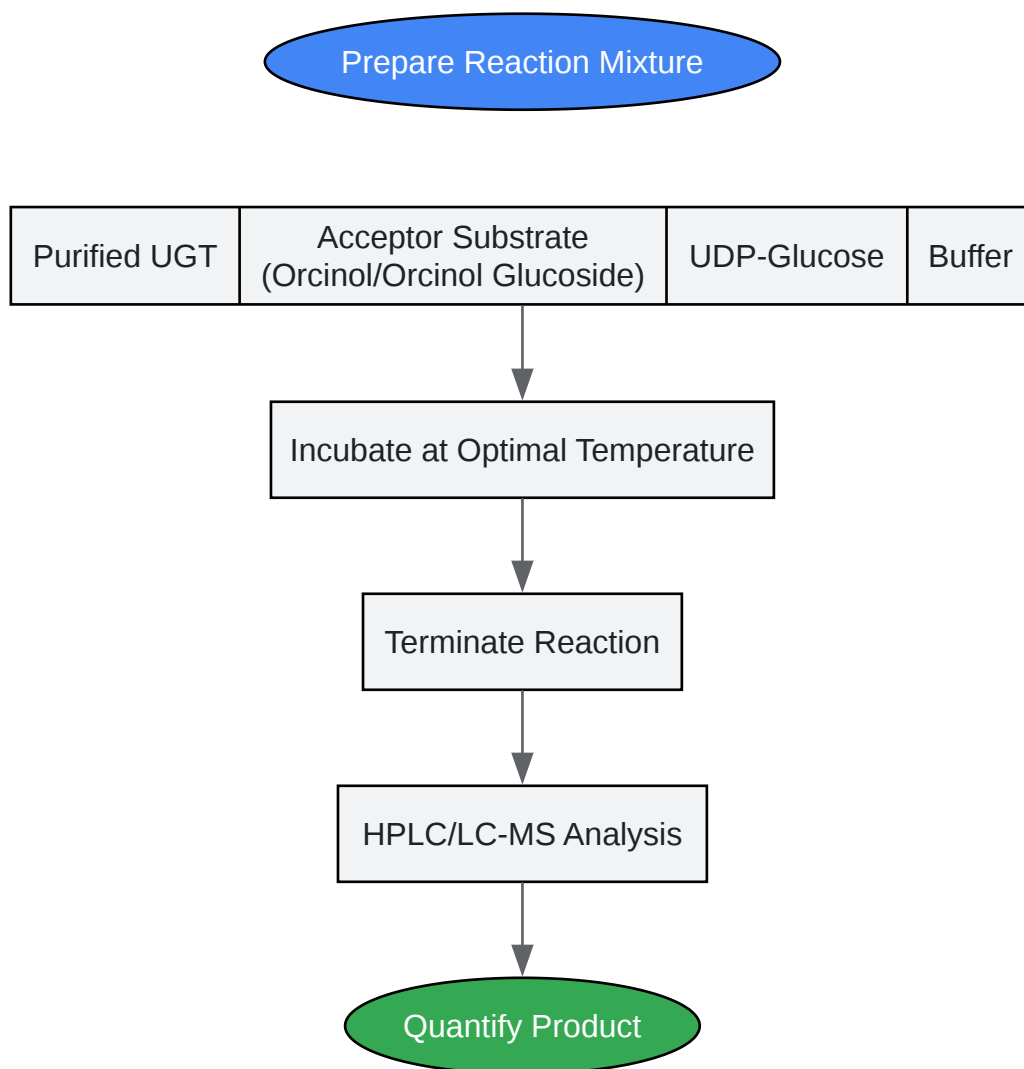 Prepare Reaction Mixture
Purified UGT
Acceptor Substrate
(Orcinol/Orcinol Glucoside)
UDP-Glucose
Buffer
Incubate at Optimal Temperature
Terminate Reaction
HPLC/LC-MS Analysis
Quantify Product